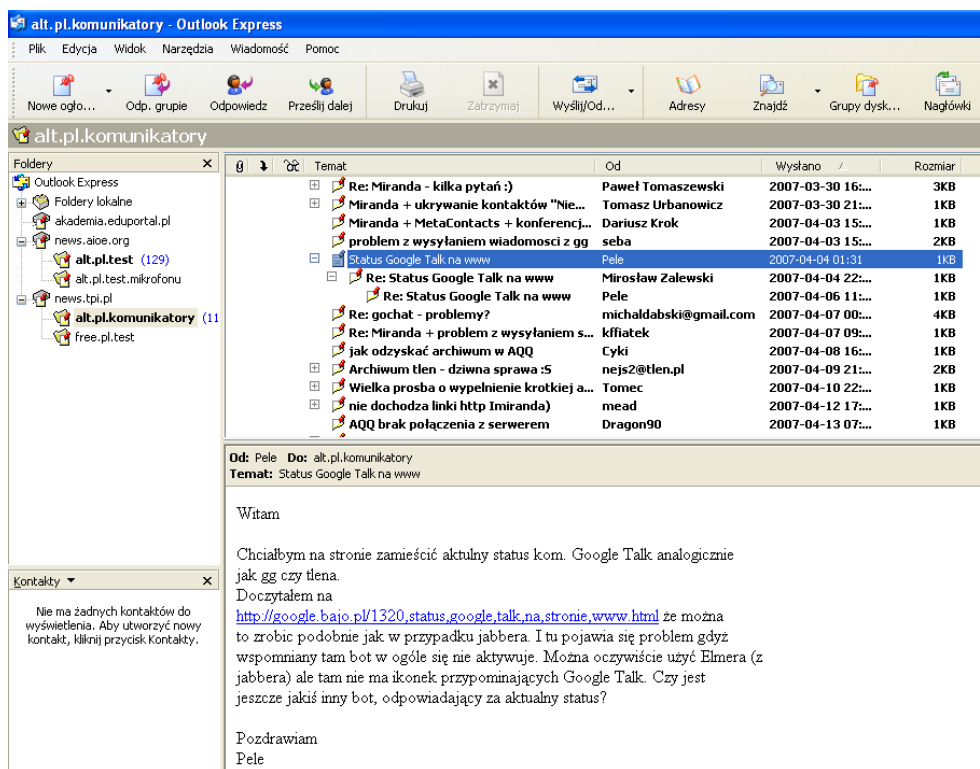 alt.pl.komunikatory - Outlook Express
Plik Edycja Widok Narzędzia Wiadomość Pomoc
Nowe ogło... Odp. grupie Odpowiedz Prześlij dalej Drukuj Zatrzymaj Wyślij/Od... Adresy Znajdź Grupy dysk... Nagłówki
alt.pl.komunikatory
Foldery
Outlook Express
Foldery lokalne
akademia.eduportal.pl
news.aioe.org
alt.pl.test (129)
alt.pl.test.mikrofonu
news.tpi.pl
alt.pl.komunikatory (11
free.pl.test
Kontakty
Nie ma żadnych kontaktów do
wyświetlenia. Aby utworzyć nowy
kontakt, kliknij przycisk Kontakty.
Temat Od Wysłano Rozmiar
Re: Miranda - kilka pytań :) Paweł Tomaszewski 2007-03-30 16:... 3KB
Miranda + ukrywanie kontaktów "Nie... Tomasz Urbanowicz 2007-03-30 21:... 1KB
Miranda + MetaContacts + konferencj... Dariusz Krok 2007-04-03 15:... 1KB
problem z wysyłaniem wiadomosci z gg seba 2007-04-03 15:... 2KB
Status Google Talk na www Pele 2007-04-04 01:31 1KB
Re: Status Google Talk na www Mirosław Zalewski 2007-04-04 22:... 1KB
Re: Status Google Talk na www Pele 2007-04-06 11:... 1KB
Re: gochat - problemy? michaldabski@gmail.com 2007-04-07 00:... 4KB
Re: Miranda + problem z wysyłaniem s... kffiatek 2007-04-07 09:... 1KB
jak odzyskać archiwum w AQQ Cyki 2007-04-08 16:... 1KB
Archiwum tlen - dziwna sprawa :S nejs2@tlen.pl 2007-04-09 21:... 2KB
Wielka prosba o wypelnienie krotkiej a... Tomec 2007-04-10 22:... 1KB
nie dochodza linki http Imiranda) mead 2007-04-12 17:... 1KB
AQQ brak połączenia z serwerem Dragon90 2007-04-13 07:... 1KB
Od: Pele Do: alt.pl.komunikatory
Temat: Status Google Talk na www
Witam
Chciałbym na stronie zamieścić aktulny status kom. Google Talk analogicznie
jak gg czy tlena.
Doczytałem na
http://google.bajo.pl/1320,status,google,talk,na,stronie,www.html że można
to zrobic podobnie jak w przypadku jabbera. I tu pojawia się problem gdyż
wspomniany tam bot w ogóle się nie aktywuje. Można oczywiście użyć Elmera (z
jabbera) ale tam nie ma ikonek przypominających Google Talk. Czy jest
jeszcze jakiś inny bot, odpowiadający za aktualny status?
Pozdrawiam
Pele